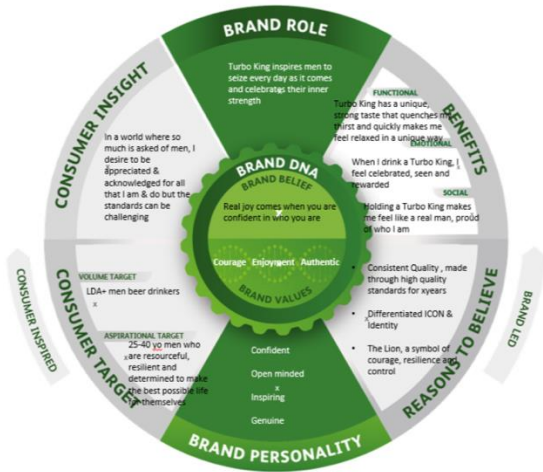 BRAND ROLE
Turbo King inspires men to
seize every day as it comes
and celebrates their inner
strength
CONSUMER INSIGHT
In a world where so
much is asked of men, I
desire to be
appreciated &
acknowledged for all
that I am & do but the
standards can be
challenging
BENEFITS
FUNCTIONAL
Turbo King has a unique,
strong taste that quenches my
thirst and quickly makes me
feel relaxed in a unique way
EMOTIONAL
When I drink a Turbo King, I
feel celebrated, seen and
rewarded
SOCIAL
Holding a Turbo King makes
me feel like a real man, proud
of who I am
BRAND DNA
BRAND BELIEF
Real joy comes when you are
confident in who you are
Courage Enjoyment Authentic
BRAND VALUES
CONSUMER TARGET
VOLUME TARGET
LDA+ men beer drinkers
x
ASPIRATIONAL TARGET
25-40 yo men who
x are resourceful,
resilient and
determined to make
the best possible life
for themselves
REASONS TO BELIEVE
• Consistent Quality , made
through high quality
standards for xyears
• Differentiated ICON &
Identity
• The Lion, a symbol of
courage, resilience and
control
Confident
Open minded
x
Inspiring
Genuine
BRAND PERSONALITY
CONSUMER INSPIRED
BRAND LED